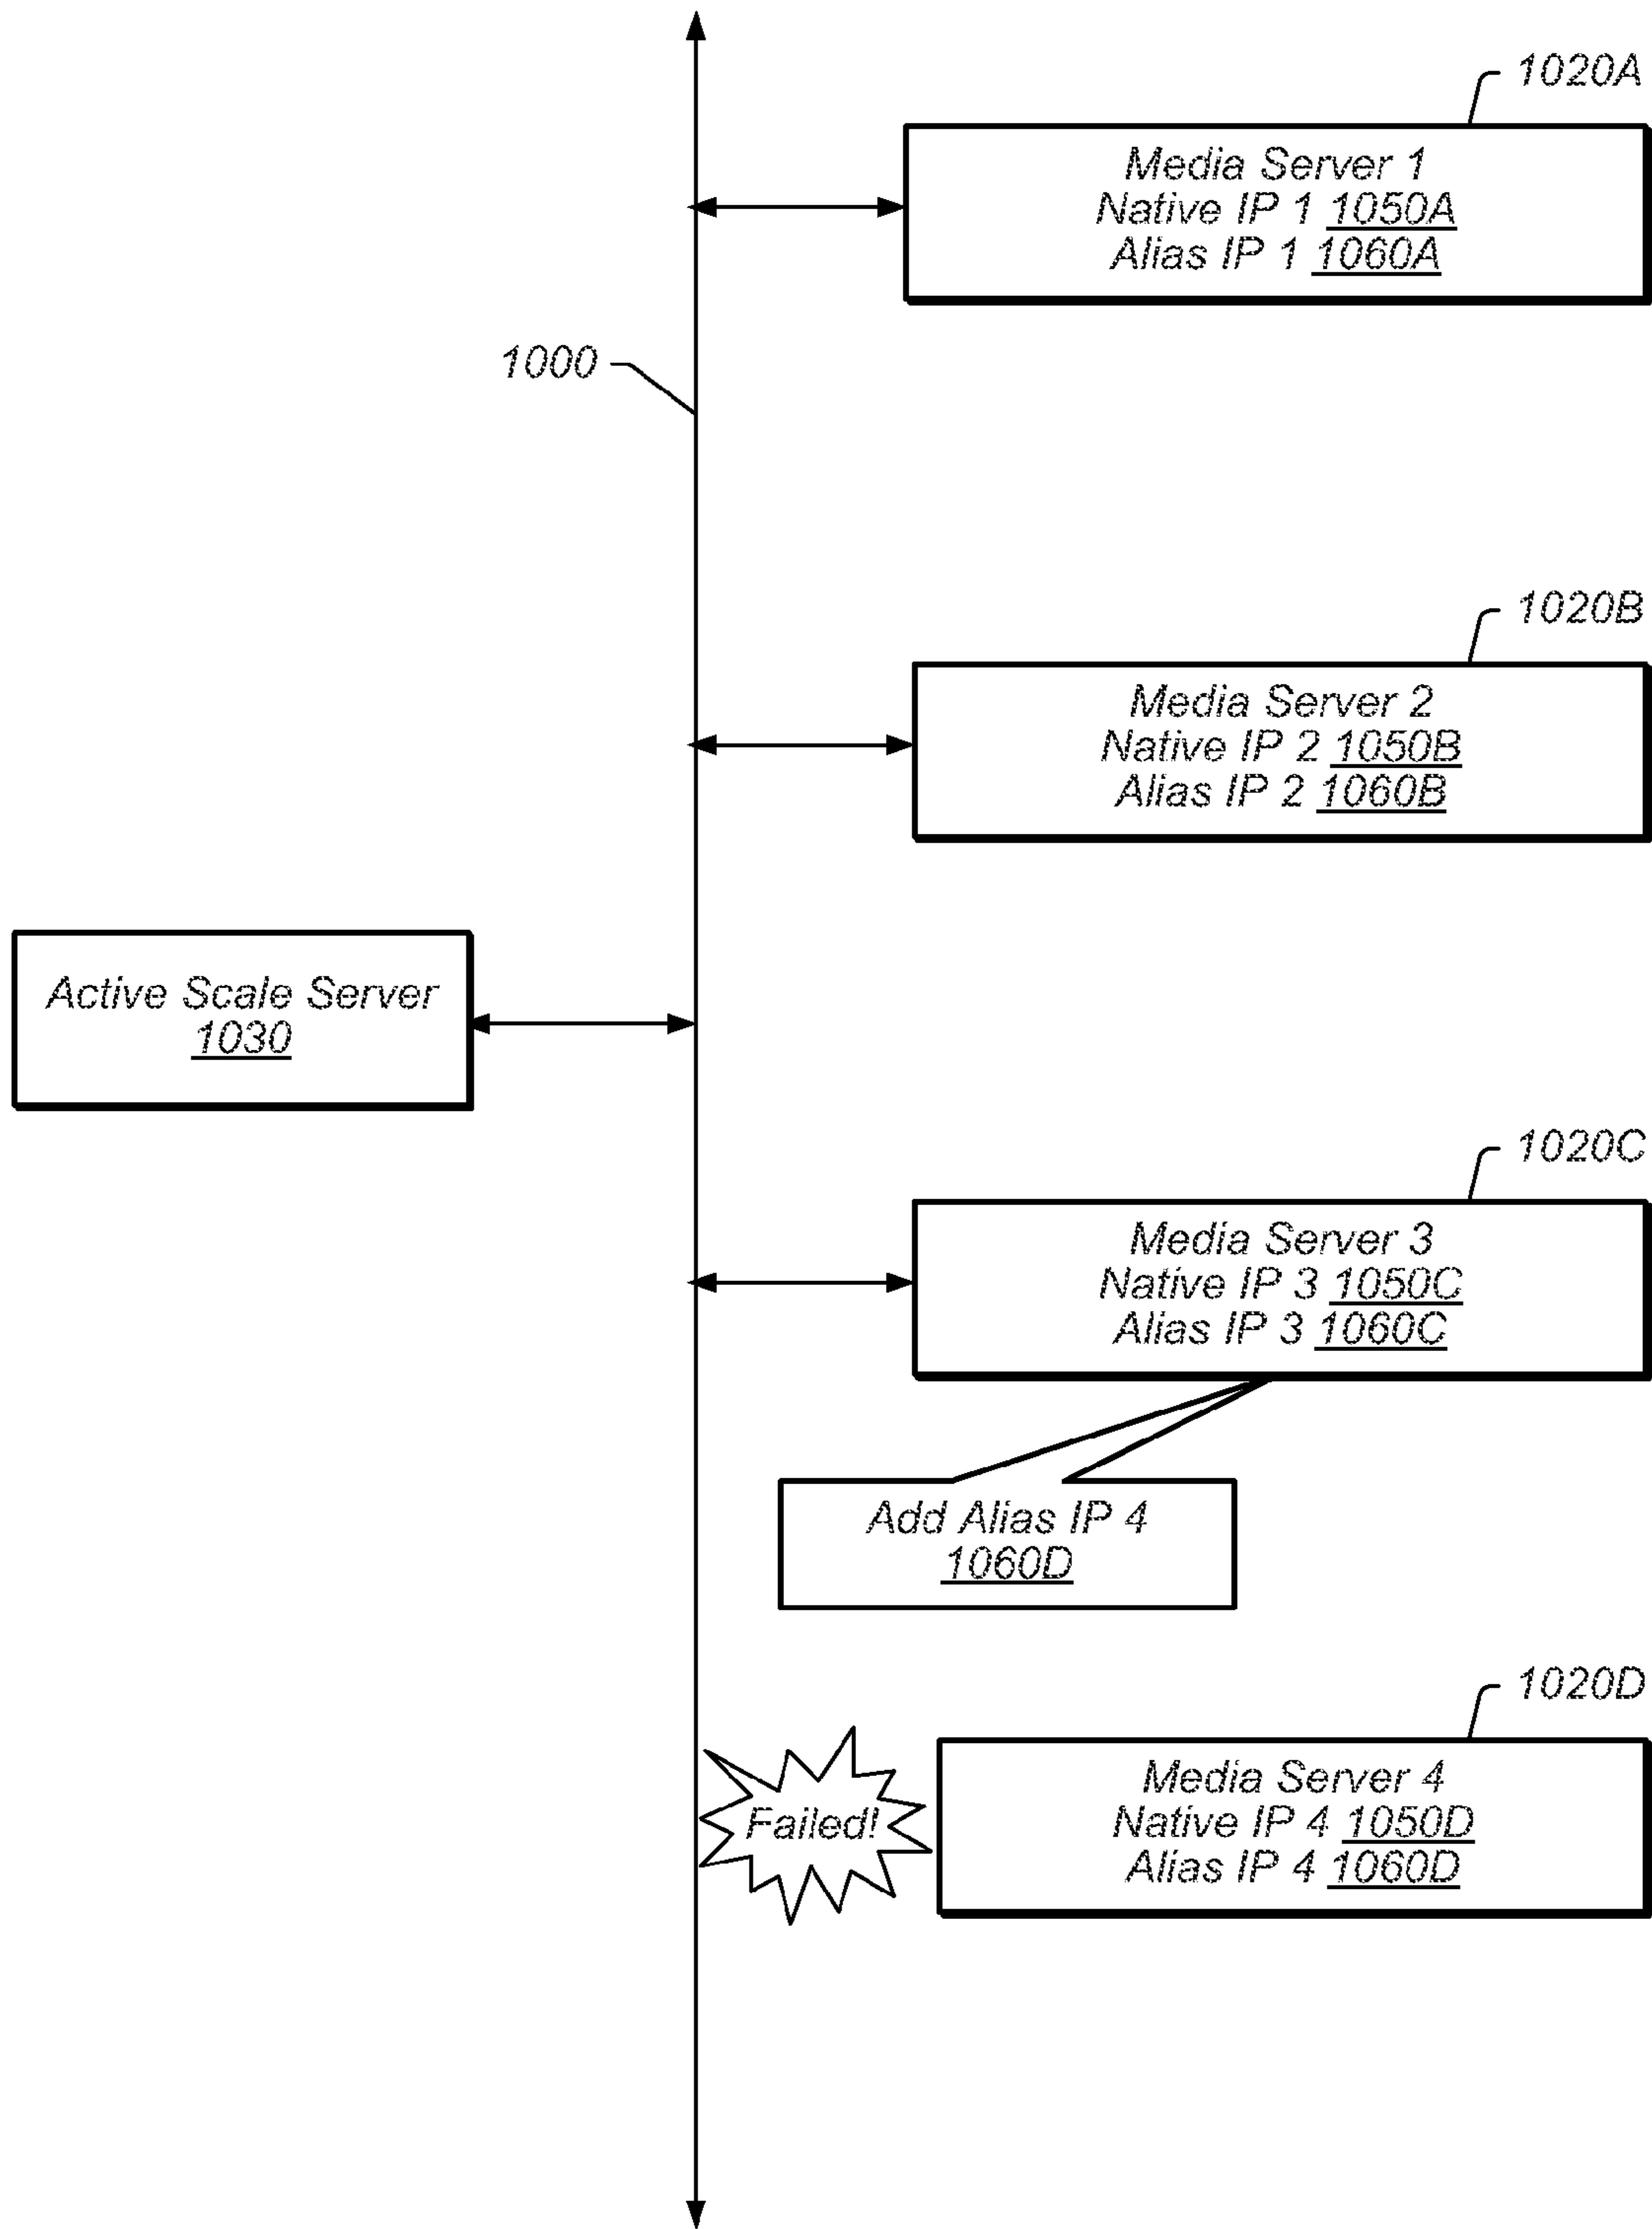 1020A
Media Server 1
Native IP 1 1050A
Alias IP 1 1060A
1000
1020B
Media Server 2
Native IP 2 1050B
Alias IP 2 1060B
Active Scale Server
1030
1020C
Media Server 3
Native IP 3 1050C
Alias IP 3 1060C
Add Alias IP 4
1060D
1020D
Failed!
Media Server 4
Native IP 4 1050D
Alias IP 4 1060D